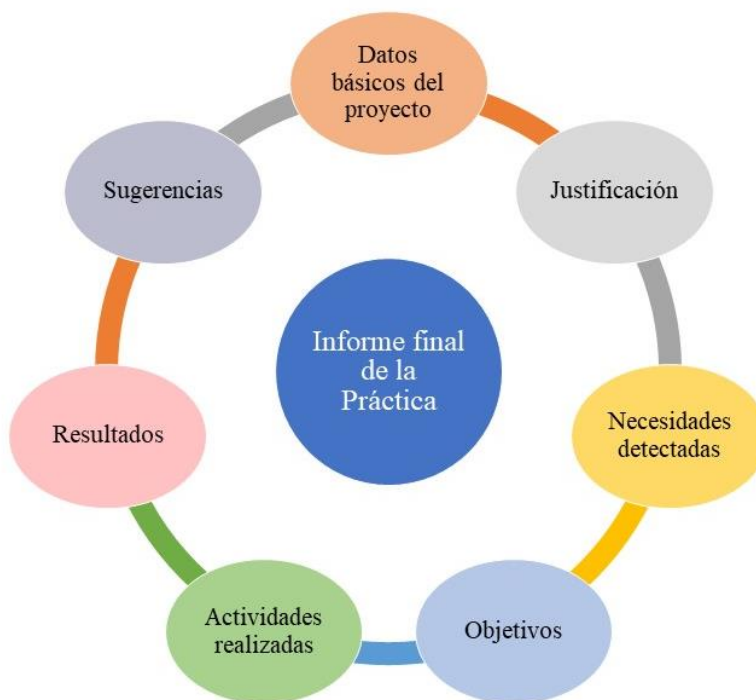 Datos
básicos del
proyecto
Justificación
Necesidades
detectadas
Objetivos
Actividades
realizadas
Resultados
Sugerencias
Informe final
de la
Práctica